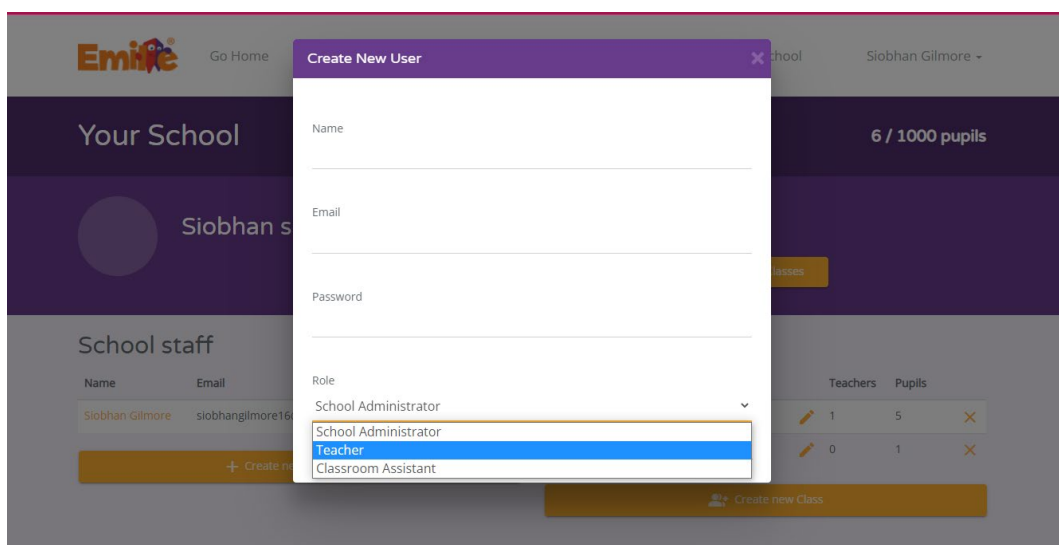 Emile
Go Home
chool
Siobhan Gilmore
Create New User
Your School
6 / 1000 pupils
Name
Siobhan s
Email
lasses
Password
School staff
Name Email
Role
Teachers Pupils
School Administrator
Siobhan Gilmore siobhangilmore16
1 5
School Administrator
Teacher
Classroom Assistant
0 1
Create ne
Create new Class